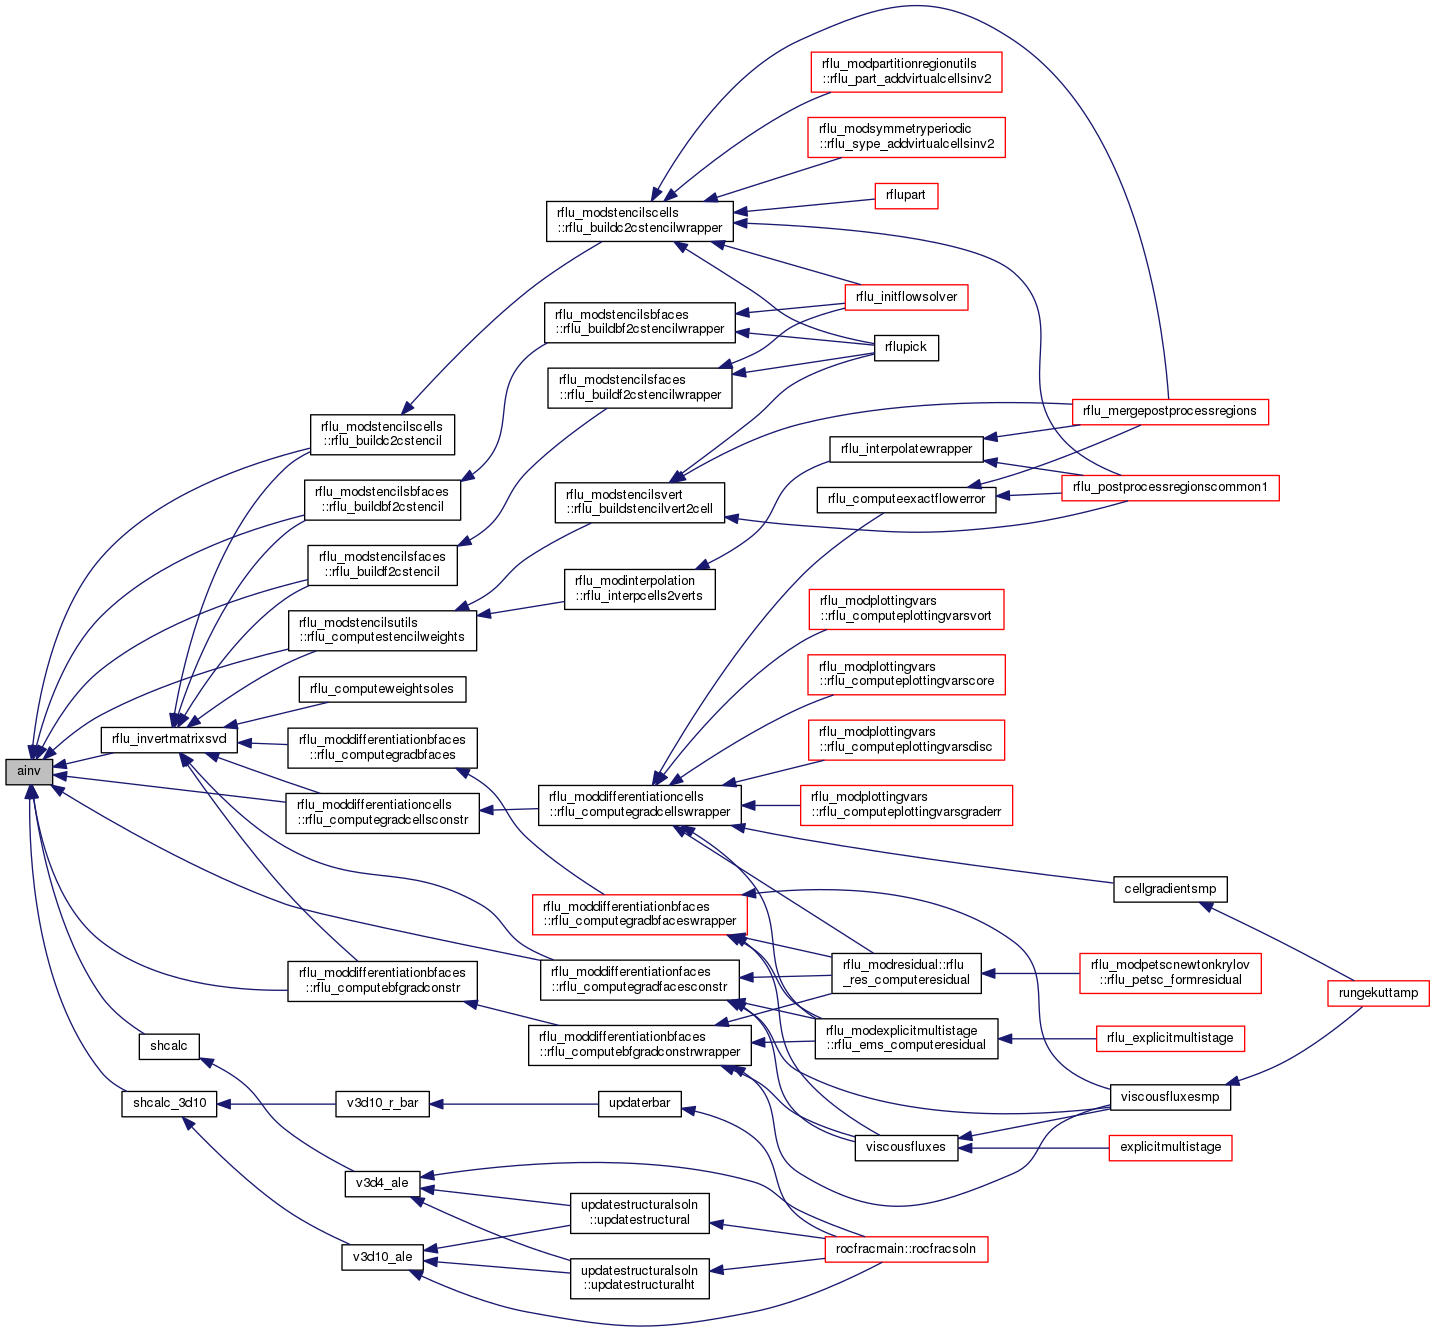 rflu_modpartitionregionutils
::rflu_part_addvirtualcellsinv2
rflu_modsymmetryperiodic
::rflu_sype_addvirtualcellsinv2
rflupart
rflu_modstencilscells
::rflu_buildc2cstencilwrapper
rflu_initflowsolver
rflu_modstencilsbfaces
::rflu_buildbf2cstencilwrapper
rflupick
rflu_modstencilsfaces
::rflu_buildf2cstencilwrapper
rflu_mergepostprocessregions
rflu_modstencilscells
::rflu_buildc2cstencil
rflu_interpolatewrapper
rflu_postprocessregionscommon1
rflu_computeexactflowerror
rflu_modstencilsbfaces
::rflu_buildbf2cstencil
rflu_modstencilsvert
::rflu_buildstencilvert2cell
rflu_modstencilsfaces
::rflu_buildf2cstencil
rflu_modinterpolation
::rflu_interpcells2verts
rflu_modstencilsutils
::rflu_computestencilweights
rflu_modplottingvars
::rflu_computeplottingvarsvort
rflu_modplottingvars
::rflu_computeplottingvarscore
rflu_computeweightsoles
rflu_invertmatrixsvd
rflu_moddifferentiationbfaces
::rflu_computegradbfaces
rflu_modplottingvars
::rflu_computeplottingvarsdisc
ainv
rflu_moddifferentiationcells
::rflu_computegradcellsconstr
rflu_moddifferentiationcells
::rflu_computegradcellswrapper
rflu_modplottingvars
::rflu_computeplottingvarsgraderr
cellgradientsmp
rflu_moddifferentiationbfaces
::rflu_computegradbfaceswrapper
rflu_modresidual::rflu
_res_computeresidual
rflu_modpetscnewtonkrylov
::rflu_petsc_formresidual
rungekuttamp
rflu_moddifferentiationbfaces
::rflu_computebfgradconstr
rflu_moddifferentiationfaces
::rflu_computegradfacesconstr
rflu_modexplicitmultistage
::rflu_ems_computeresidual
rflu_explicitmultistage
rflu_moddifferentiationbfaces
::rflu_computebfgradconstrwrapper
shcalc
shcalc_3d10
v3d10_r_bar
updaterbar
viscousfluxesmp
viscousfluxes
explicitmultistage
v3d4_ale
updatestructuralsoln
::updatestructural
v3d10_ale
rocfracmain::rocfracsoln
updatestructuralsoln
::updatestructuralht